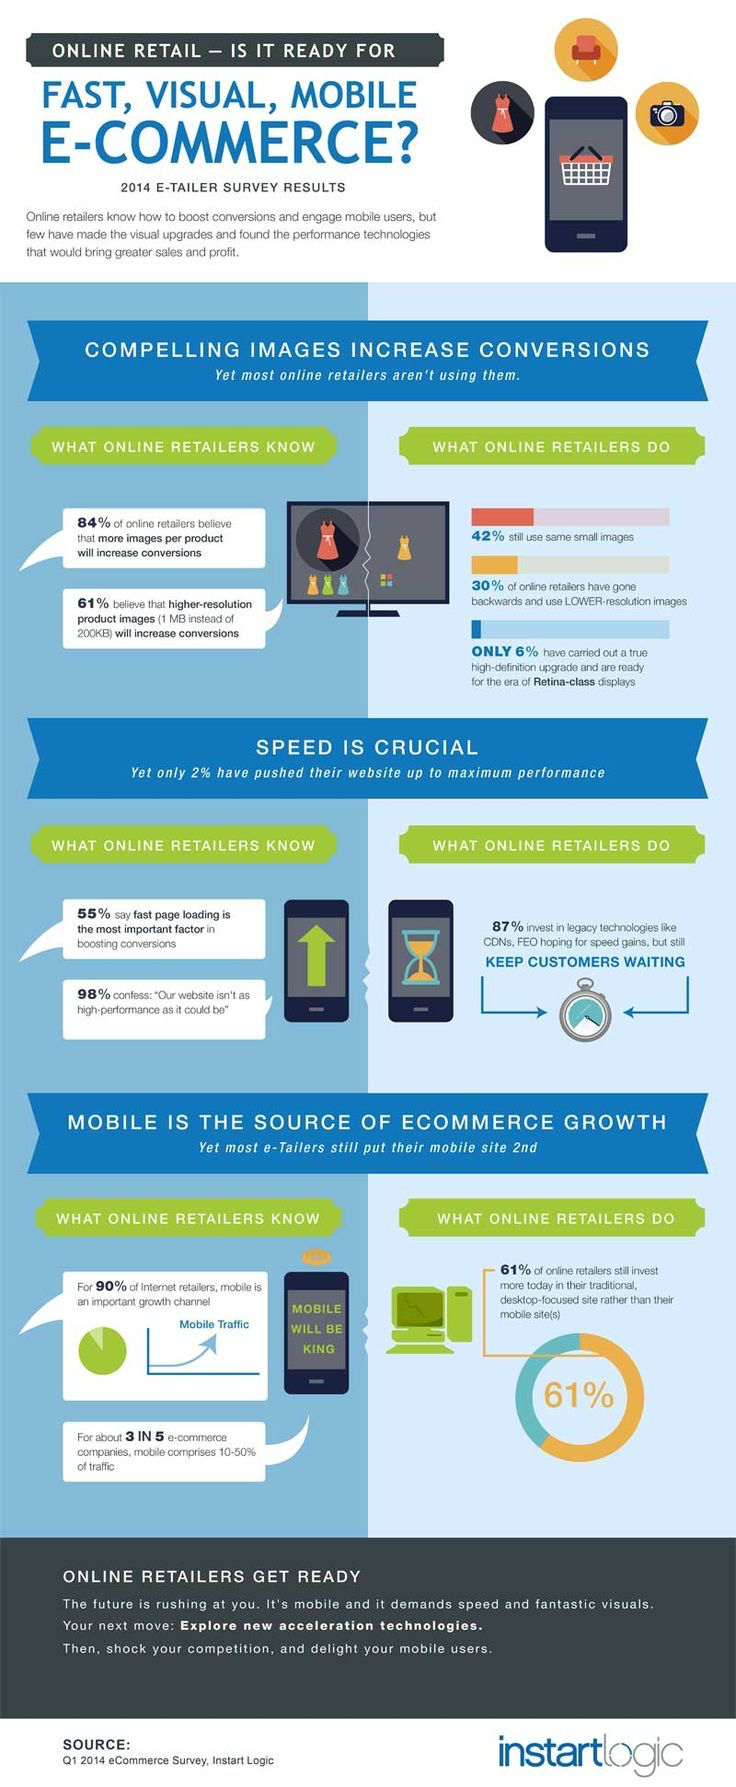 ONLINE RETAIL – IS IT READY FOR
FAST, VISUAL, MOBILE
E-COMMERCE?
2014 E-TAILER SURVEY RESULTS
Online retailers know how to boost conversions and engage mobile users, but
few have made the visual upgrades and found the performance technologies
that would bring greater sales and profit.
COMPELLING IMAGES INCREASE CONVERSIONS
Yet most online retailers aren't using them.
WHAT ONLINE RETAILERS KNOW
84% of online retailers believe
that more images per product
will increase conversions
61% believe that higher-resolution
product images (1 MB instead of
200KB) will increase conversions
WHAT ONLINE RETAILERS DO
42% still use same small images
30% of online retailers have gone
backwards and use LOWER-resolution images
ONLY 6% have carried out a true
high-definition upgrade and are ready
for the era of Retina-class displays
SPEED IS CRUCIAL
Yet only 2% have pushed their website up to maximum performance
WHAT ONLINE RETAILERS KNOW
55% say fast page loading is
the most important factor in
boosting conversions
98% confess: "Our website isn't as
high-performance as it could be"
WHAT ONLINE RETAILERS DO
87% invest in legacy technologies like
CDNs, FEO hoping for speed gains, but still
KEEP CUSTOMERS WAITING
MOBILE IS THE SOURCE OF ECOMMERCE GROWTH
Yet most e-Tailers still put their mobile site 2nd
WHAT ONLINE RETAILERS KNOW
For 90% of Internet retailers, mobile is
an important growth channel
Mobile Traffic
MOBILE
WILL BE
KING
For about 3 IN 5 e-commerce
companies, mobile comprises 10-50%
of traffic
WHAT ONLINE RETAILERS DO
61% of online retailers still invest
more today in their traditional,
desktop-focused site rather than their
mobile site(s)
61%
ONLINE RETAILERS GET READY
The future is rushing at you. It's mobile and it demands speed and fantastic visuals.
Your next move: Explore new acceleration technologies.
Then, shock your competition, and delight your mobile users.
SOURCE:
Q1 2014 eCommerce Survey, Instart Logic
instartlogic